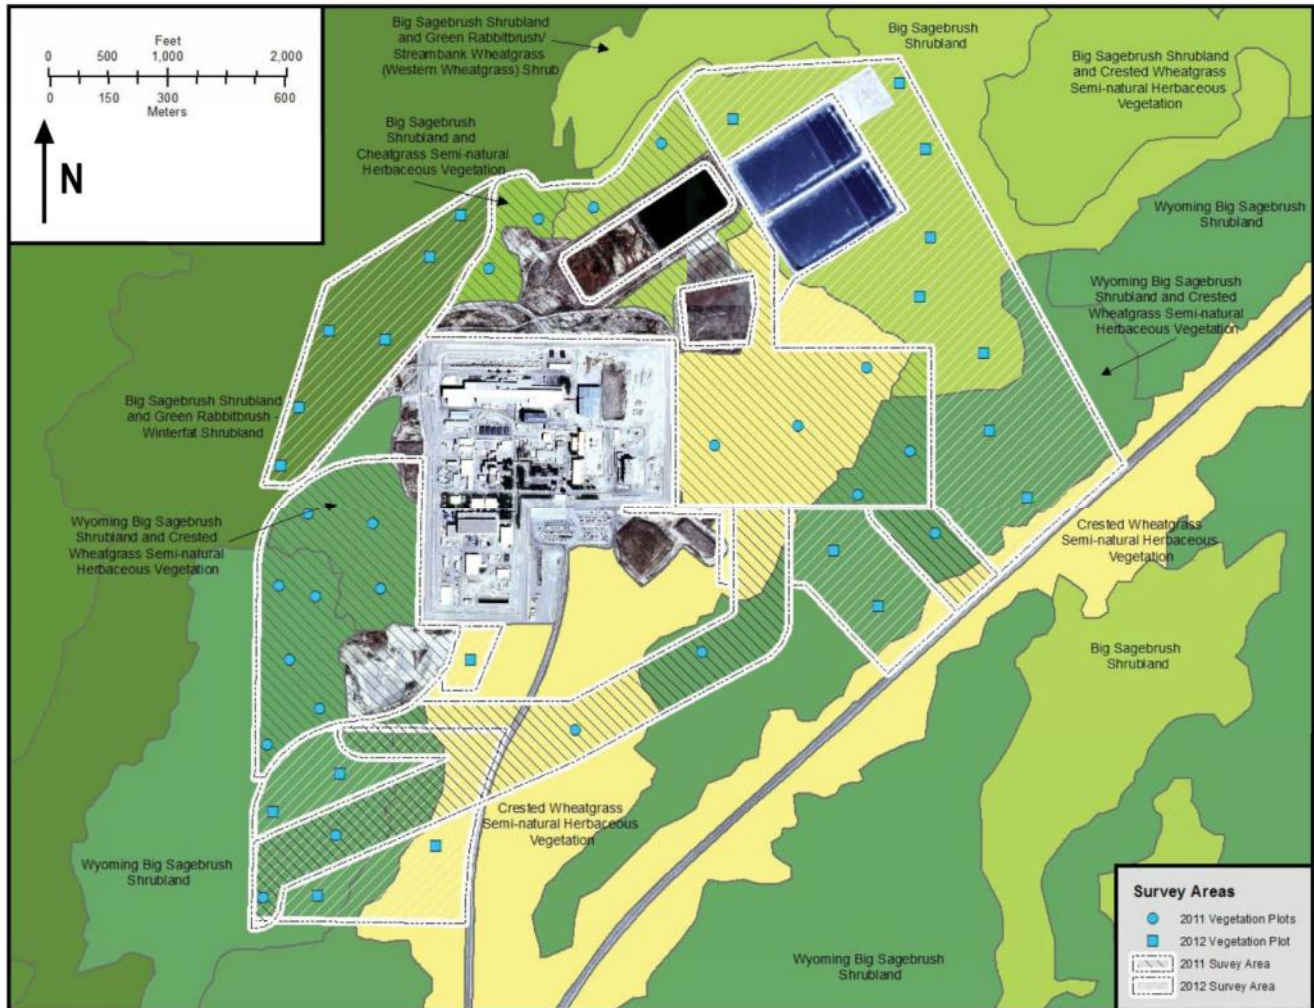 Feet
0 500 1,000 2,000
0 150 300 600
Meters
N
Big Sagebrush Shrubland
and Green Rabbitbrush/
Streambank Wheatgrass
(Western Wheatgrass) Shrub
Big Sagebrush
Shrubland
Big Sagebrush Shrubland
and Crested Wheatgrass
Semi-natural Herbaceous
Vegetation
Big Sagebrush
Shrubland and
Cheatgrass Semi-natural
Herbaceous Vegetation
Wyoming Big Sagebrush
Shrubland
Wyoming Big Sagebrush
Shrubland and Crested
Wheatgrass Semi-natural
Herbaceous Vegetation
Big Sagebrush Shrubland
and Green Rabbitbrush -
Winterfat Shrubland
Wyoming Big Sagebrush
Shrubland and Crested
Wheatgrass Semi-natural
Herbaceous Vegetation
Crested Wheatgrass
Semi-natural Herbaceous
Vegetation
Big Sagebrush
Shrubland
Crested Wheatgrass
Semi-natural Herbaceous
Vegetation
Wyoming Big Sagebrush
Shrubland
Wyoming Big Sagebrush
Shrubland
Survey Areas
2011 Vegetation Plots
2012 Vegetation Plot
2011 Suvey Area
2012 Survey Area